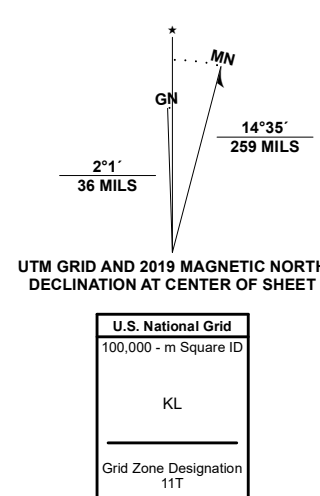 ★
MN
GN
14°35´
259 MILS
2°1´
36 MILS
UTM GRID AND 2019 MAGNETIC NORTH
DECLINATION AT CENTER OF SHEET
U.S. National Grid
100,000 - m Square ID
KL
Grid Zone Designation
11T